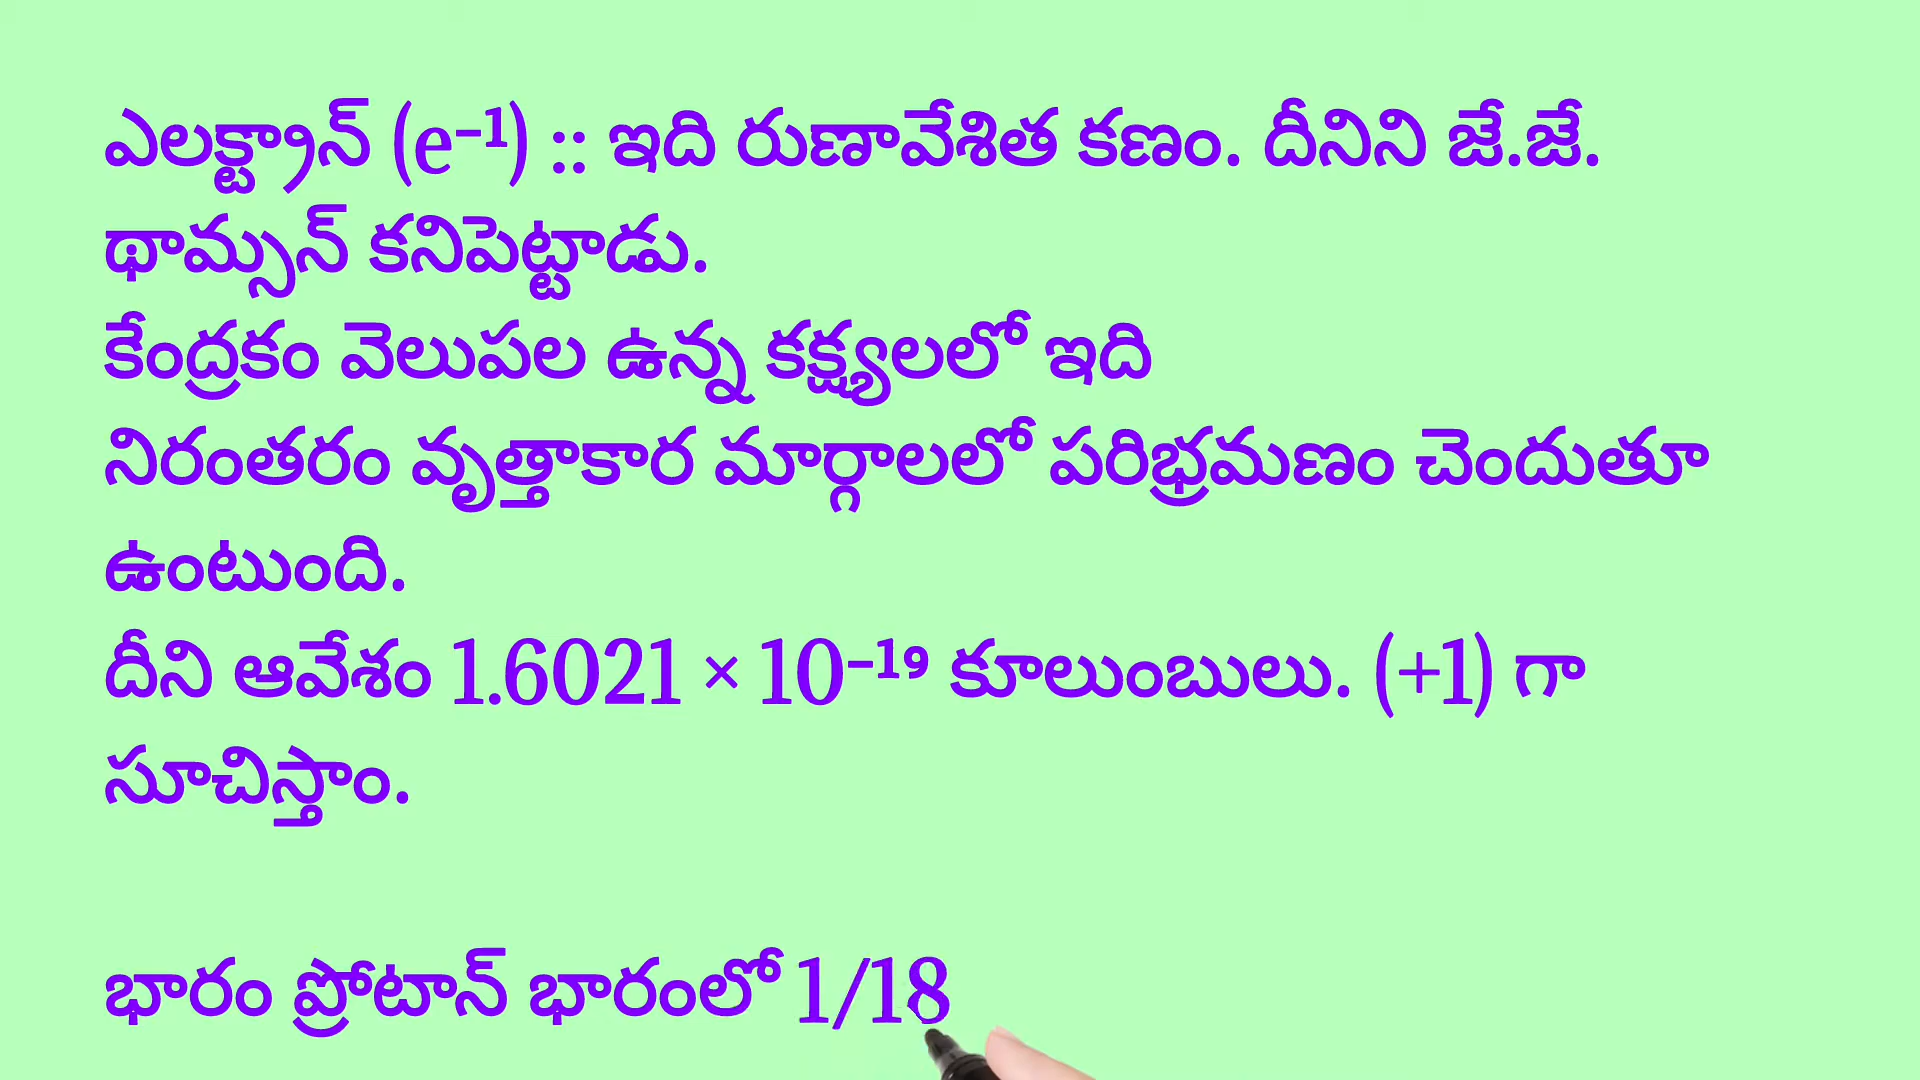 ఎలక్ట్రాన్ (e⁻¹) :: ఇది రుణావేశిత కణం. దీనిని జే.జే.
థామ్సన్ కనిపెట్టాడు.
కేంద్రకం వెలుపల ఉన్న కక్ష్యలలో ఇది
నిరంతరం వృత్తాకార మార్గాలలో పరిభ్రమణం చెందుతూ
ఉంటుంది.
దీని ఆవేశం 1.6021 × 10⁻¹⁹ కూలుంబులు. (+1) గా
సూచిస్తాం.
భారం ప్రోటాన్ భారంలో 1/18